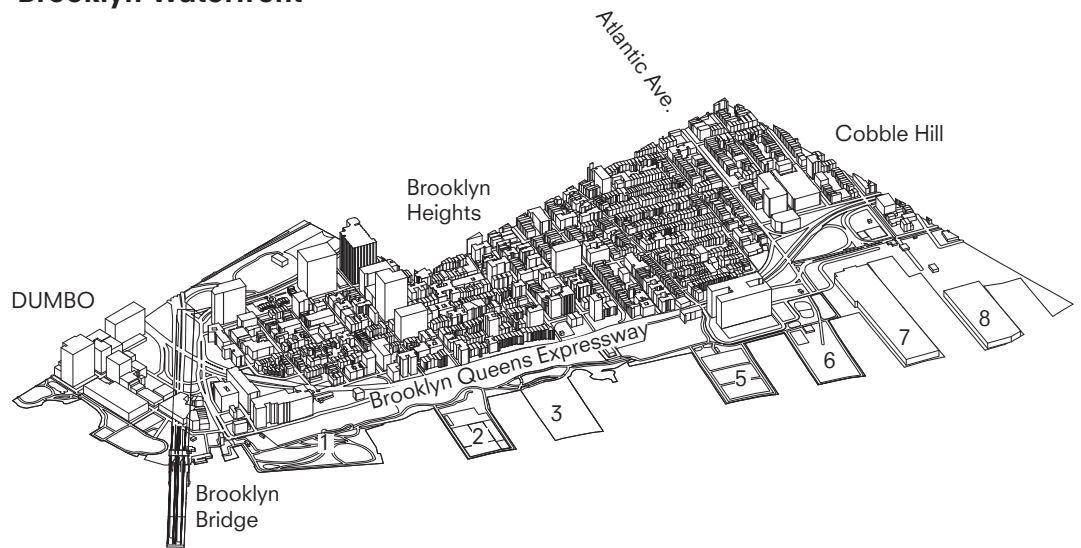 Brooklyn Waterfront
Atlantic Ave.
Cobble Hill
Brooklyn
Heights
DUMBO
Brooklyn Queens Expressway
1
2
3
5
6
7
8
Brooklyn
Bridge